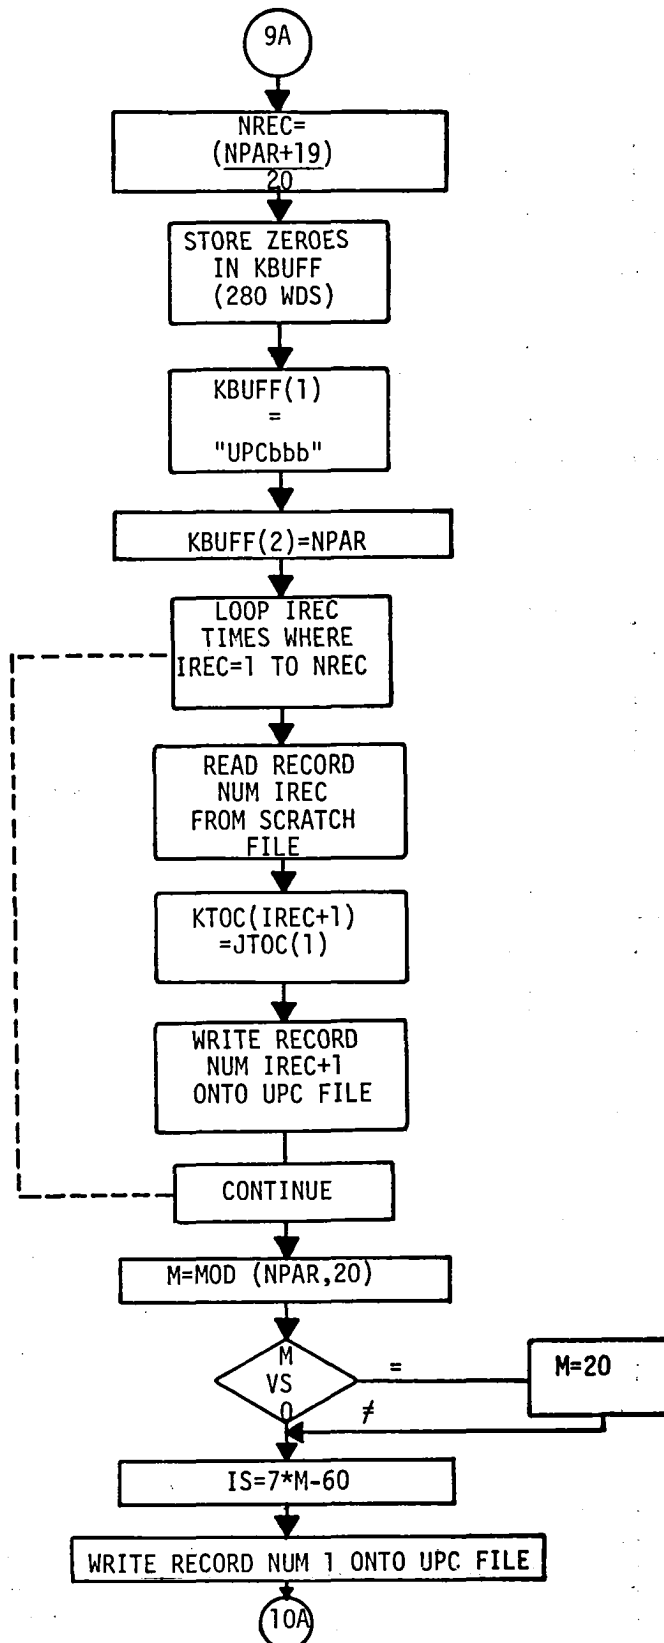 9A
NREC=
(NPAR+19)
20
STORE ZEROES
IN KBUFF
(280 WDS)
KBUFF(1)
=
"UPCbbb"
KBUFF(2)=NPAR
LOOP IREC
TIMES WHERE
IREC=1 TO NREC
READ RECORD
NUM IREC
FROM SCRATCH
FILE
KTOC(IREC+1)
=JTOC(1)
WRITE RECORD
NUM IREC+1
ONTO UPC FILE
CONTINUE
M=MOD (NPAR,20)
M
VS
0
=
M=20
≠
IS=7*M-60
WRITE RECORD NUM 1 ONTO UPC FILE
10A